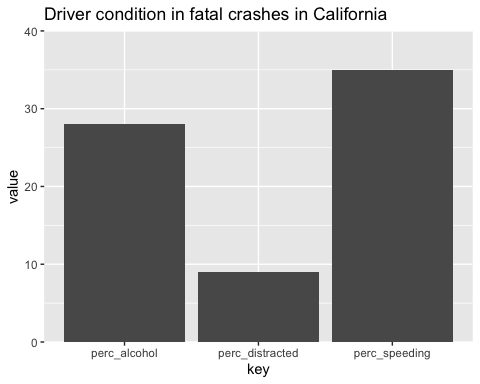 Driver condition in fatal crashes in California
40
30
20
10
0
value
perc_alcohol perc_distracted perc_speeding
key